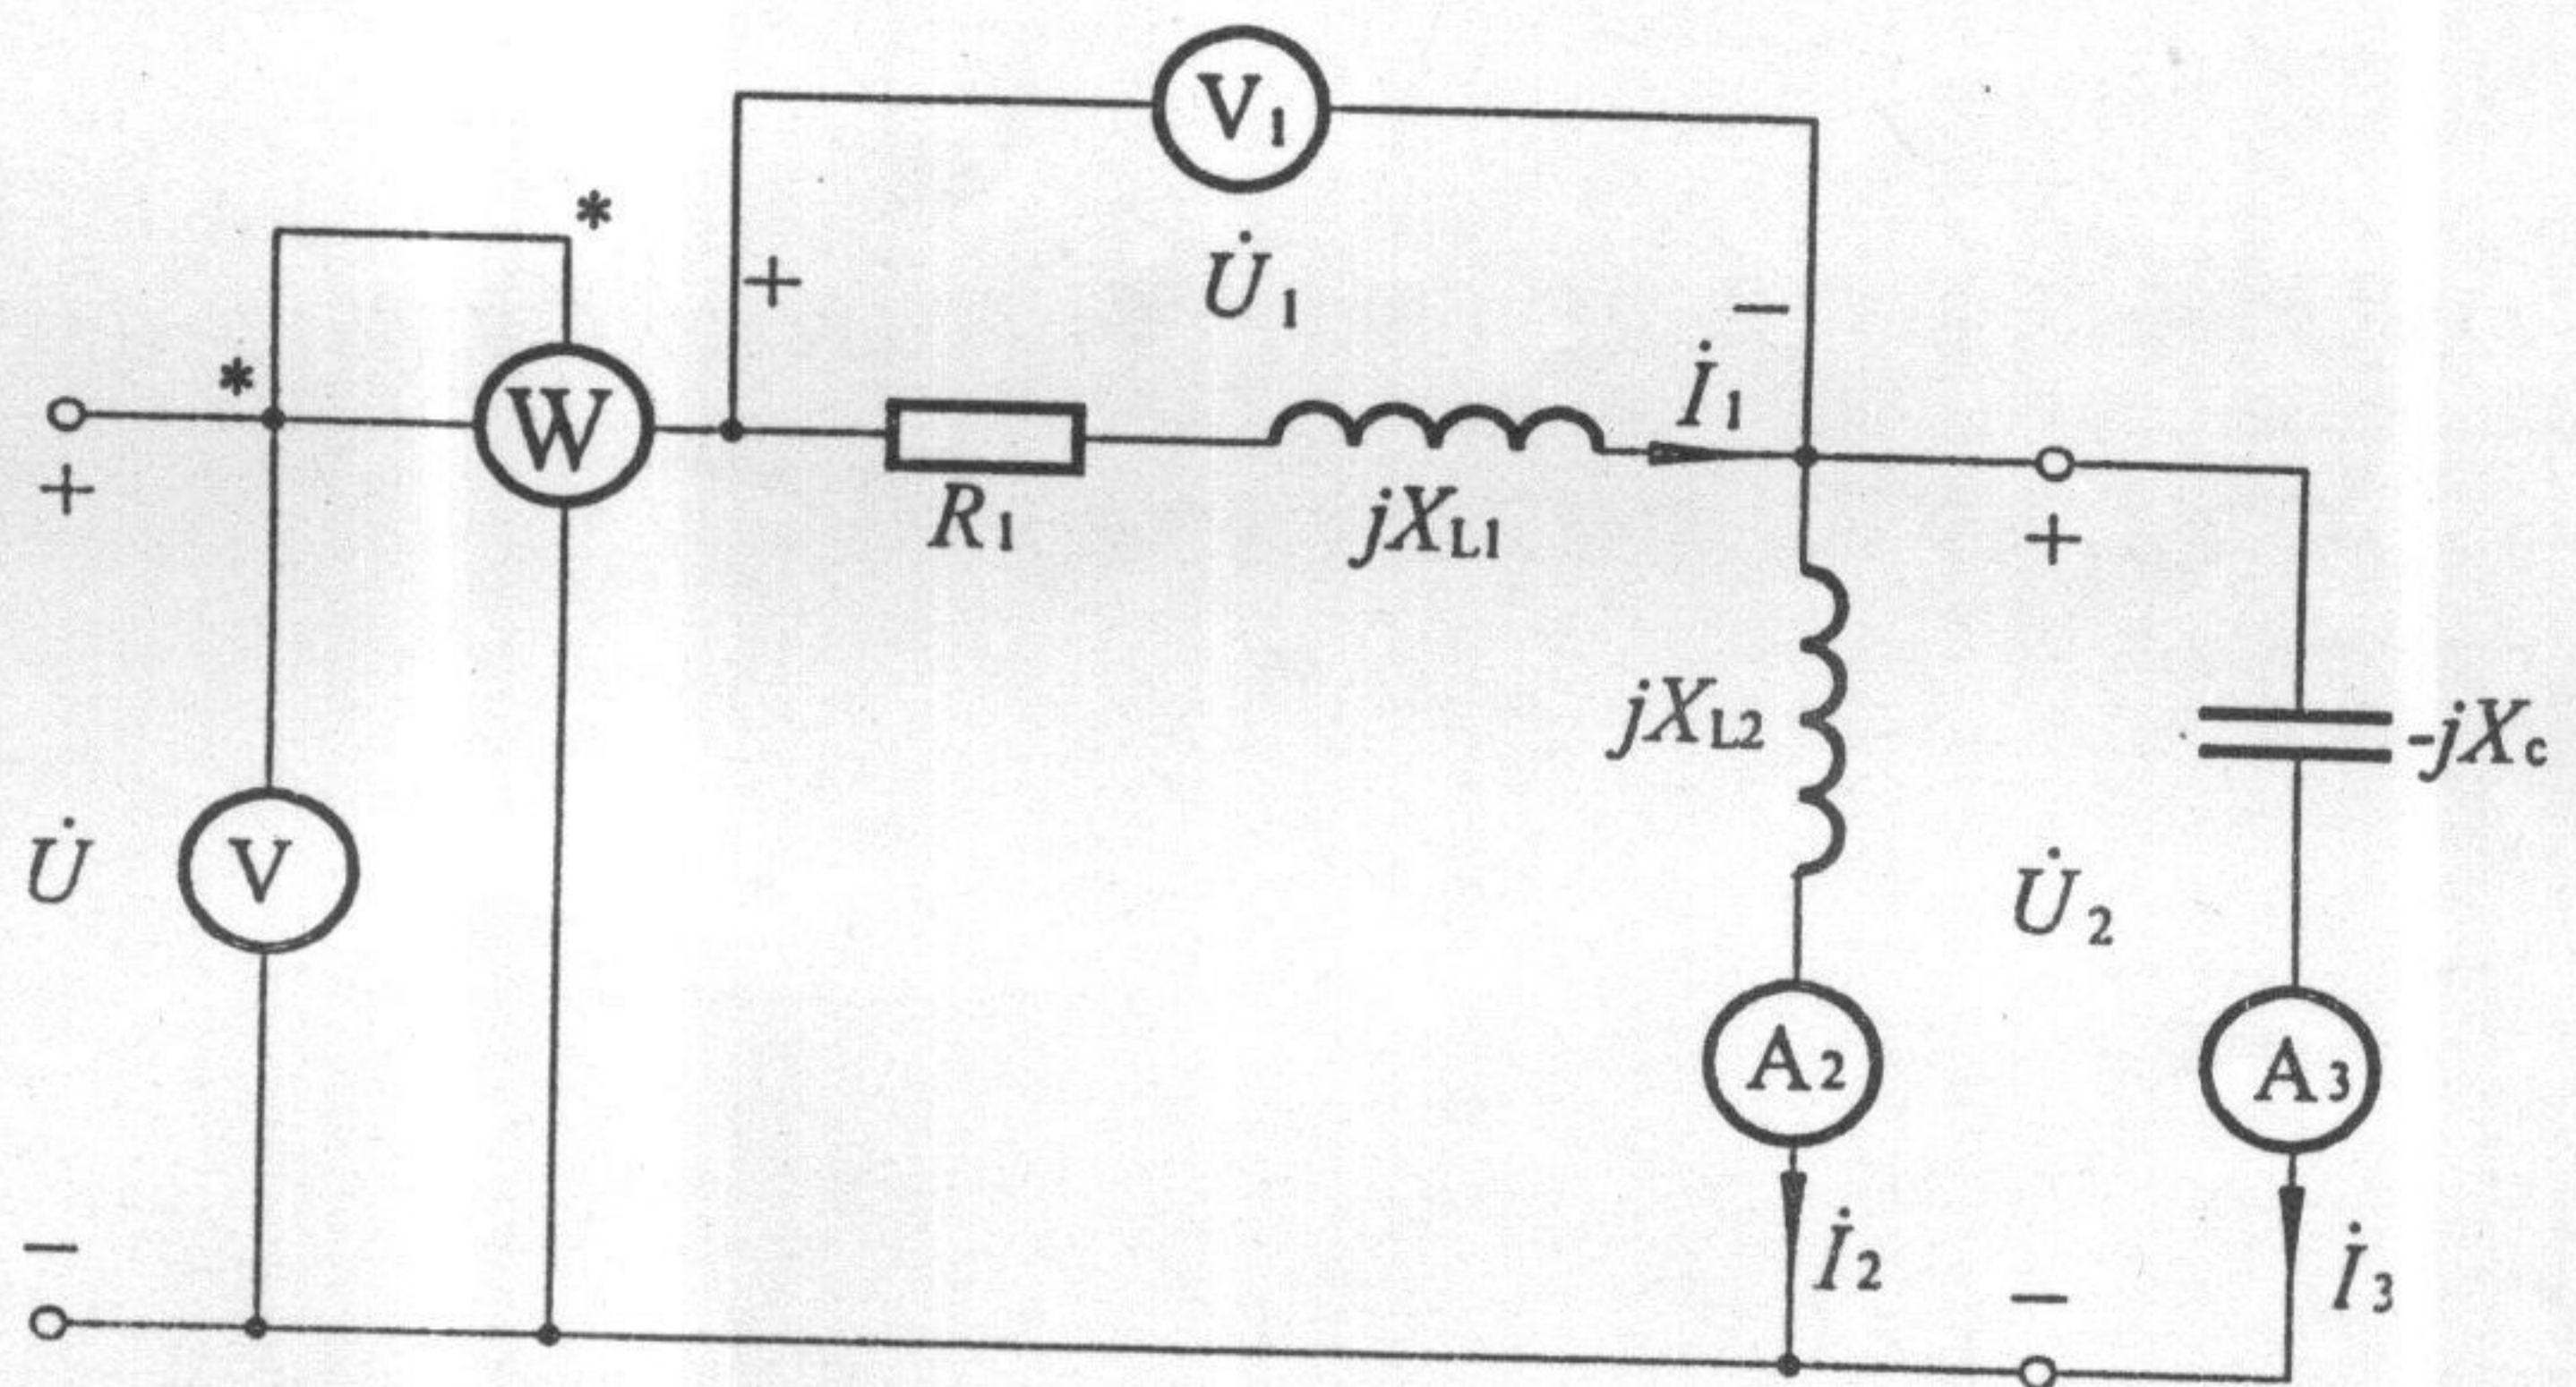 V₁
*
U̇₁
+
−
*
İ₁
W
+
R₁
jX_L1
+
jX_L2
-jX_c
U̇
V
U̇₂
A₂
A₃
−
İ₂
−
İ₃